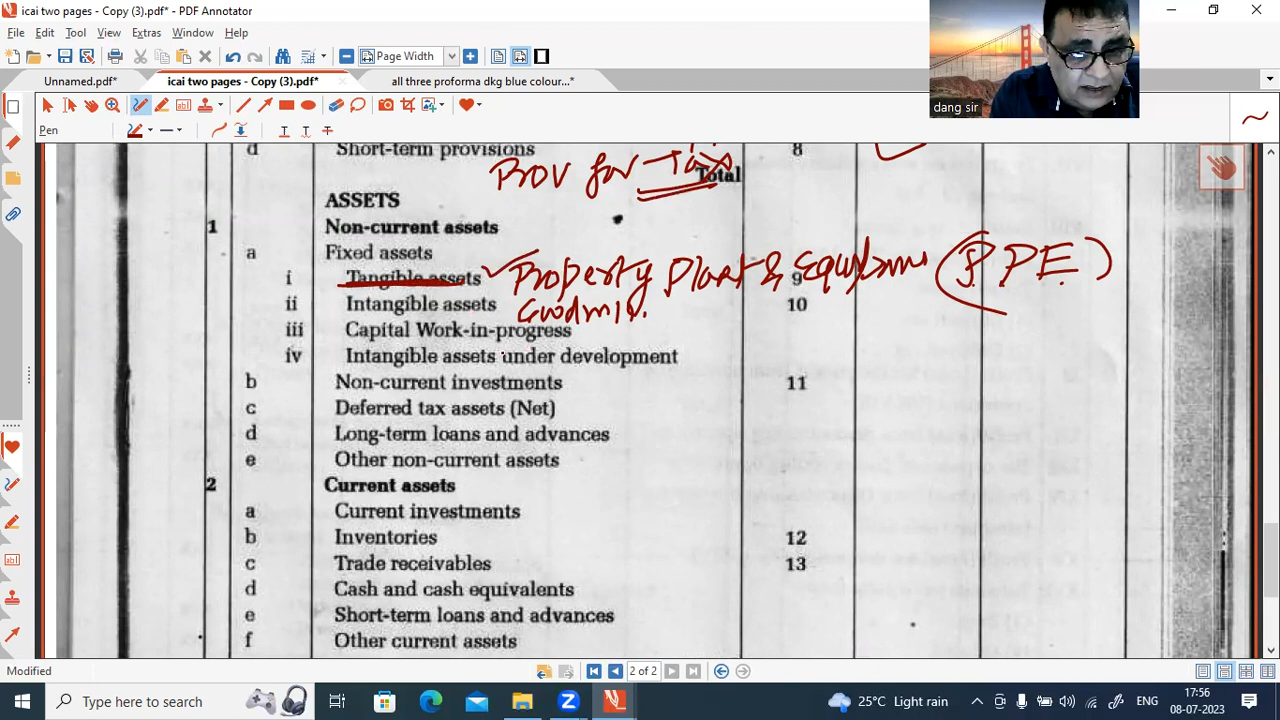 icai two pages - Copy (3).pdf* - PDF Annotator
File Edit Tool View Extras Window Help
Page Width
Unnamed.pdf* icai two pages - Copy (3).pdf* all three proforma dkg blue colour...*
dang sir
Pen
d Short-term provisions 8
Prov for Tax
Total
ASSETS
1 Non-current assets
a Fixed assets
i Tangible assets Property Plant & Equipment (PPE) 9
ii Intangible assets 10
iii Capital Work-in-progress
iv Intangible assets under development
b Non-current investments 11
c Deferred tax assets (Net)
d Long-term loans and advances
e Other non-current assets
2 Current assets
a Current investments
b Inventories 12
c Trade receivables 13
d Cash and cash equivalents
e Short-term loans and advances
f Other current assets
Modified 2 of 2
Type here to search 25°C Light rain ENG 17:56
08-07-2023